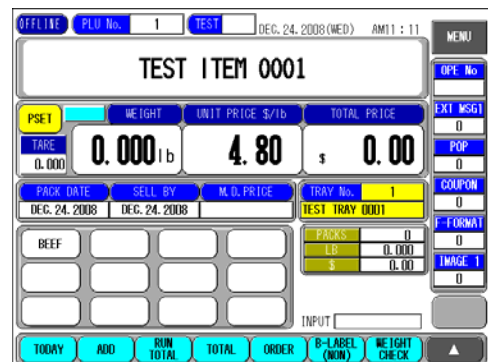 OFFLINE PLU No. 1 TEST DEC. 24. 2008(WED) AM11:11
MENU
TEST ITEM 0001
OPE No
PSET WEIGHT UNIT PRICE $/lb TOTAL PRICE
EXT MSG1
0
TARE
0.000
0.000 lb 4.80 $ 0.00
POP
0
PACK DATE SELL BY M.D.PRICE TRAY No. 1
DEC. 24. 2008 DEC. 24. 2008 TEST TRAY 0001
COUPON
0
F-FORMAT
0
BEEF
PACKS 0
LB 0.000
$ 0.00
IMAGE 1
0
INPUT
TODAY ADD RUN TOTAL TOTAL ORDER B-LABEL (NON) WEIGHT CHECK